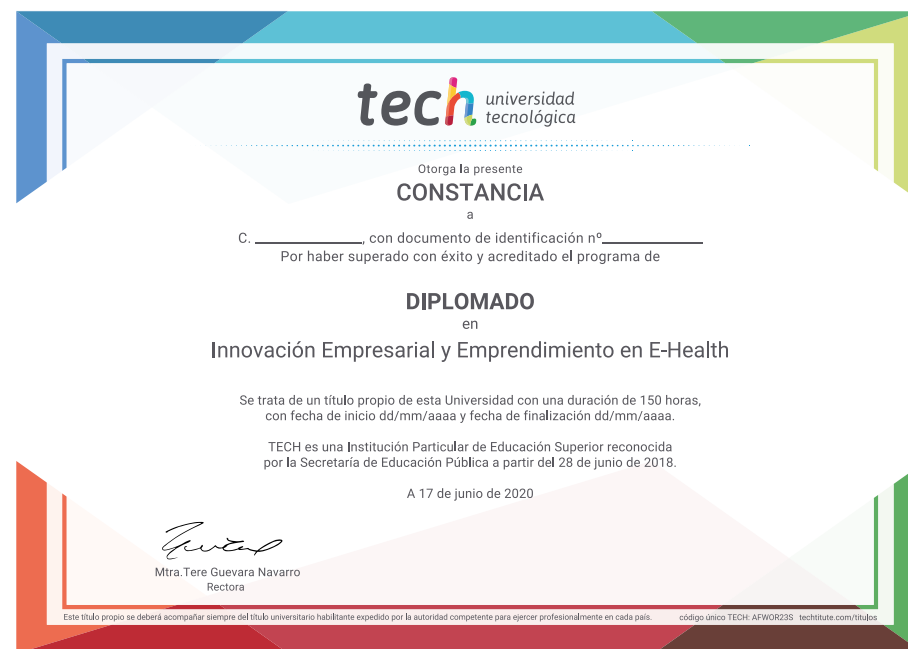 tech universidad
tecnológica
Otorga la presente
CONSTANCIA
a
C. ____________, con documento de identificación nº____________
Por haber superado con éxito y acreditado el programa de
DIPLOMADO
en
Innovación Empresarial y Emprendimiento en E-Health
Se trata de un título propio de esta Universidad con una duración de 150 horas,
con fecha de inicio dd/mm/aaaa y fecha de finalización dd/mm/aaaa.
TECH es una Institución Particular de Educación Superior reconocida
por la Secretaría de Educación Pública a partir del 28 de junio de 2018.
A 17 de junio de 2020
Mtra.Tere Guevara Navarro
Rectora
Este título propio se deberá acompañar siempre del título universitario habilitante expedido por la autoridad competente para ejercer profesionalmente en cada país. código único TECH: AFWOR23S techtitute.com/titulos